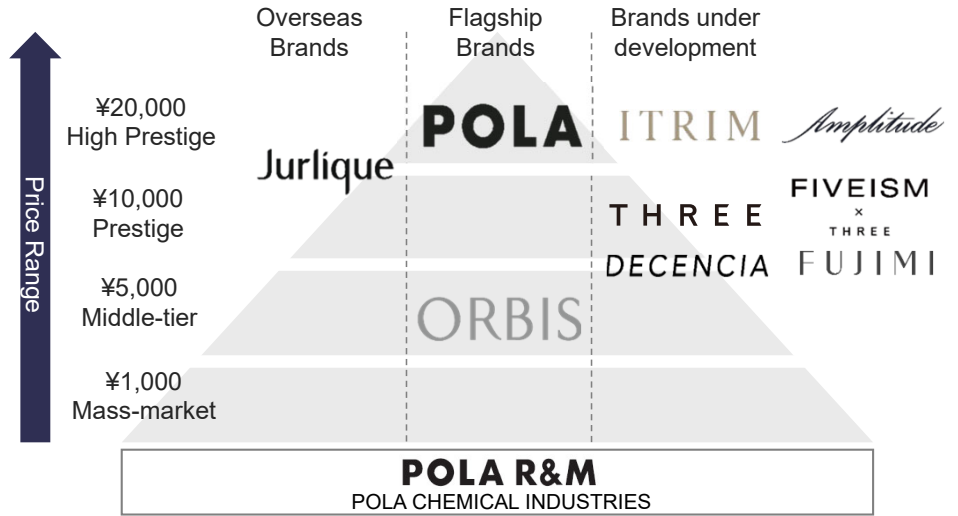 Overseas
Brands
Flagship
Brands
Brands under
development
Price Range
¥20,000
High Prestige
POLA
ITRIM
Amplitude
Jurlique
¥10,000
Prestige
THREE
FIVEISM
×
THREE
DECENCIA
FUJIMI
¥5,000
Middle-tier
ORBIS
¥1,000
Mass-market
POLA R&M
POLA CHEMICAL INDUSTRIES